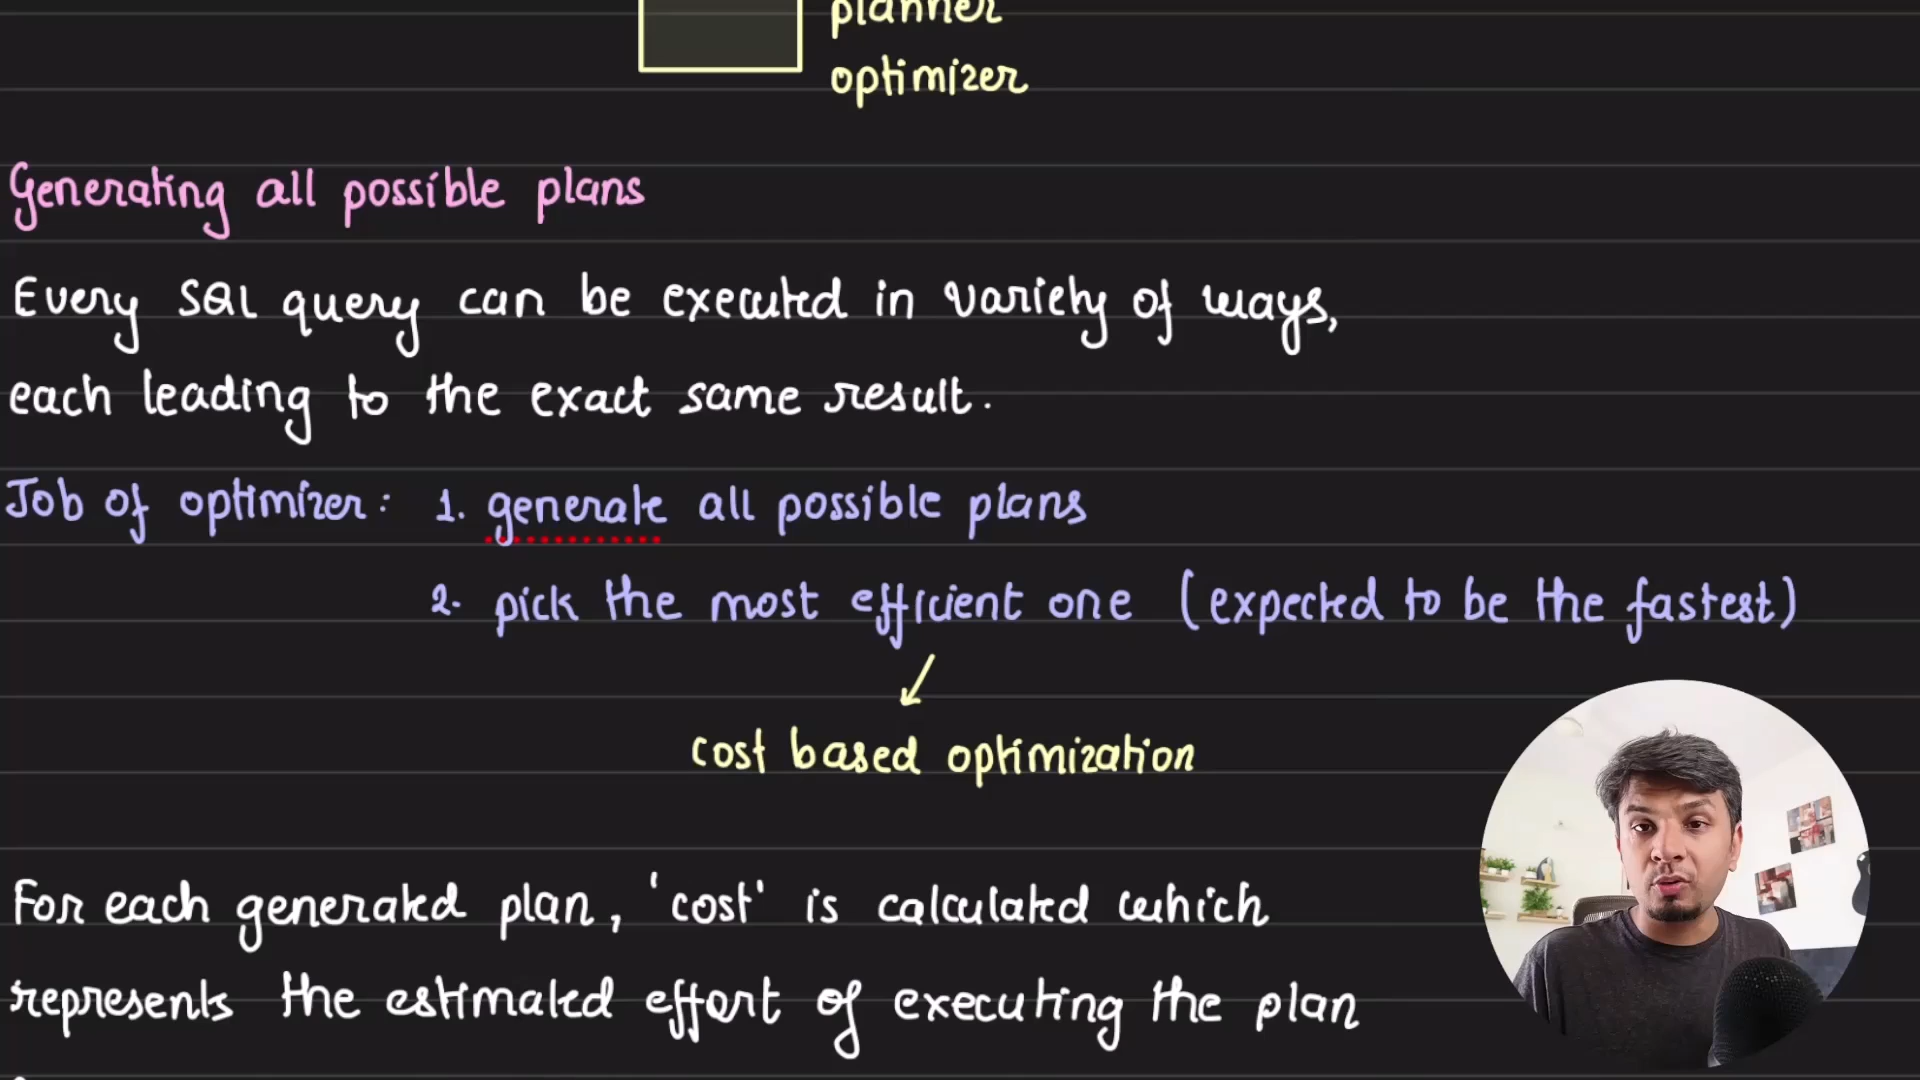 planner
optimizer
Generating all possible plans
Every SQL query can be executed in variety of ways,
each leading to the exact same result.
Job of optimizer: 1. generate all possible plans
2. pick the most efficient one (expected to be the fastest)
cost based optimization
For each generated plan, 'cost' is calculated which
represents the estimated effort of executing the plan